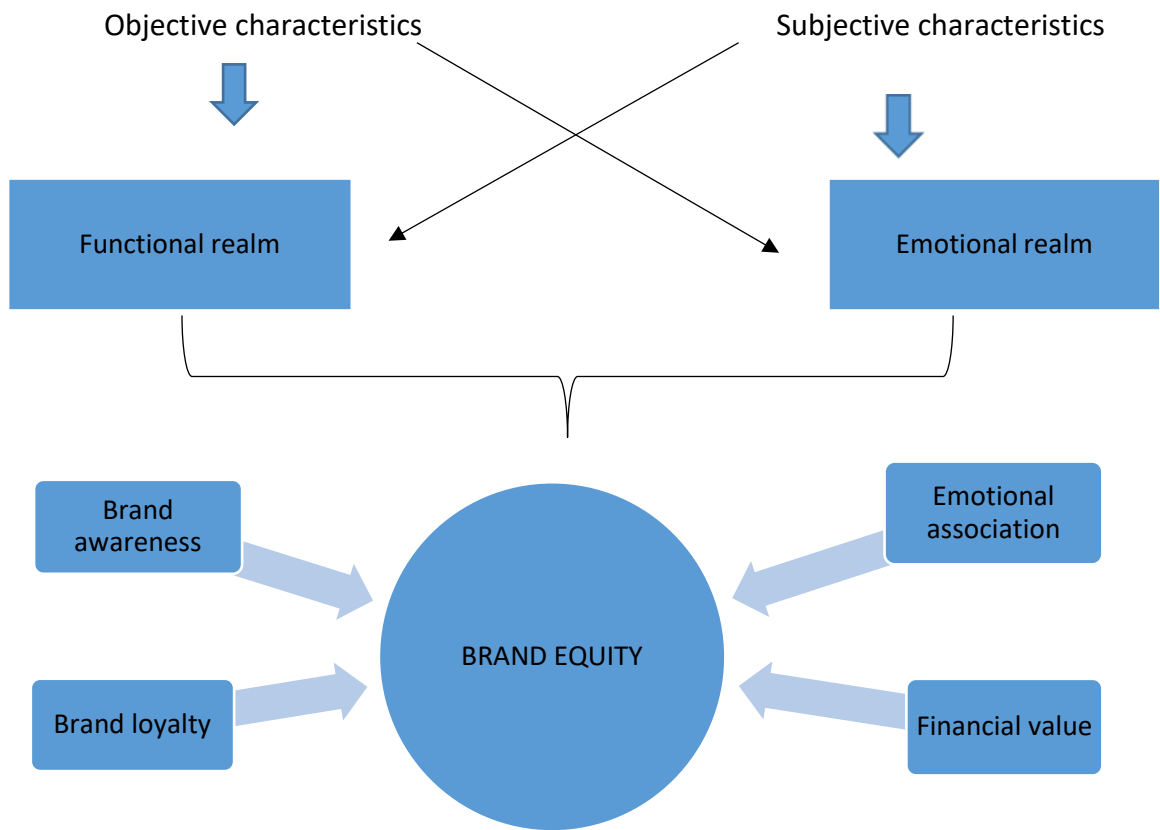 Objective characteristics
Subjective characteristics
Functional realm
Emotional realm
Brand
awareness
Emotional
association
BRAND EQUITY
Brand loyalty
Financial value